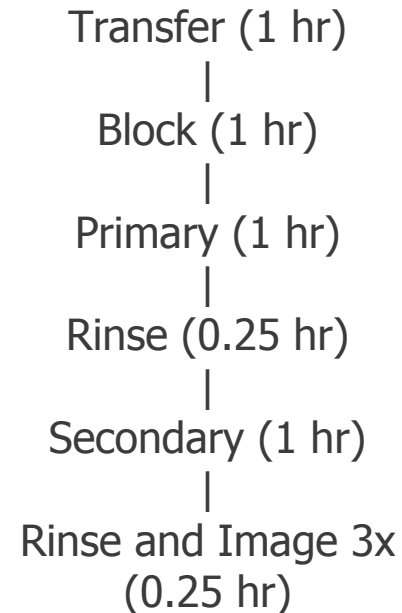 Transfer (1 hr)
|
Block (1 hr)
|
Primary (1 hr)
|
Rinse (0.25 hr)
|
Secondary (1 hr)
|
Rinse and Image 3x
(0.25 hr)